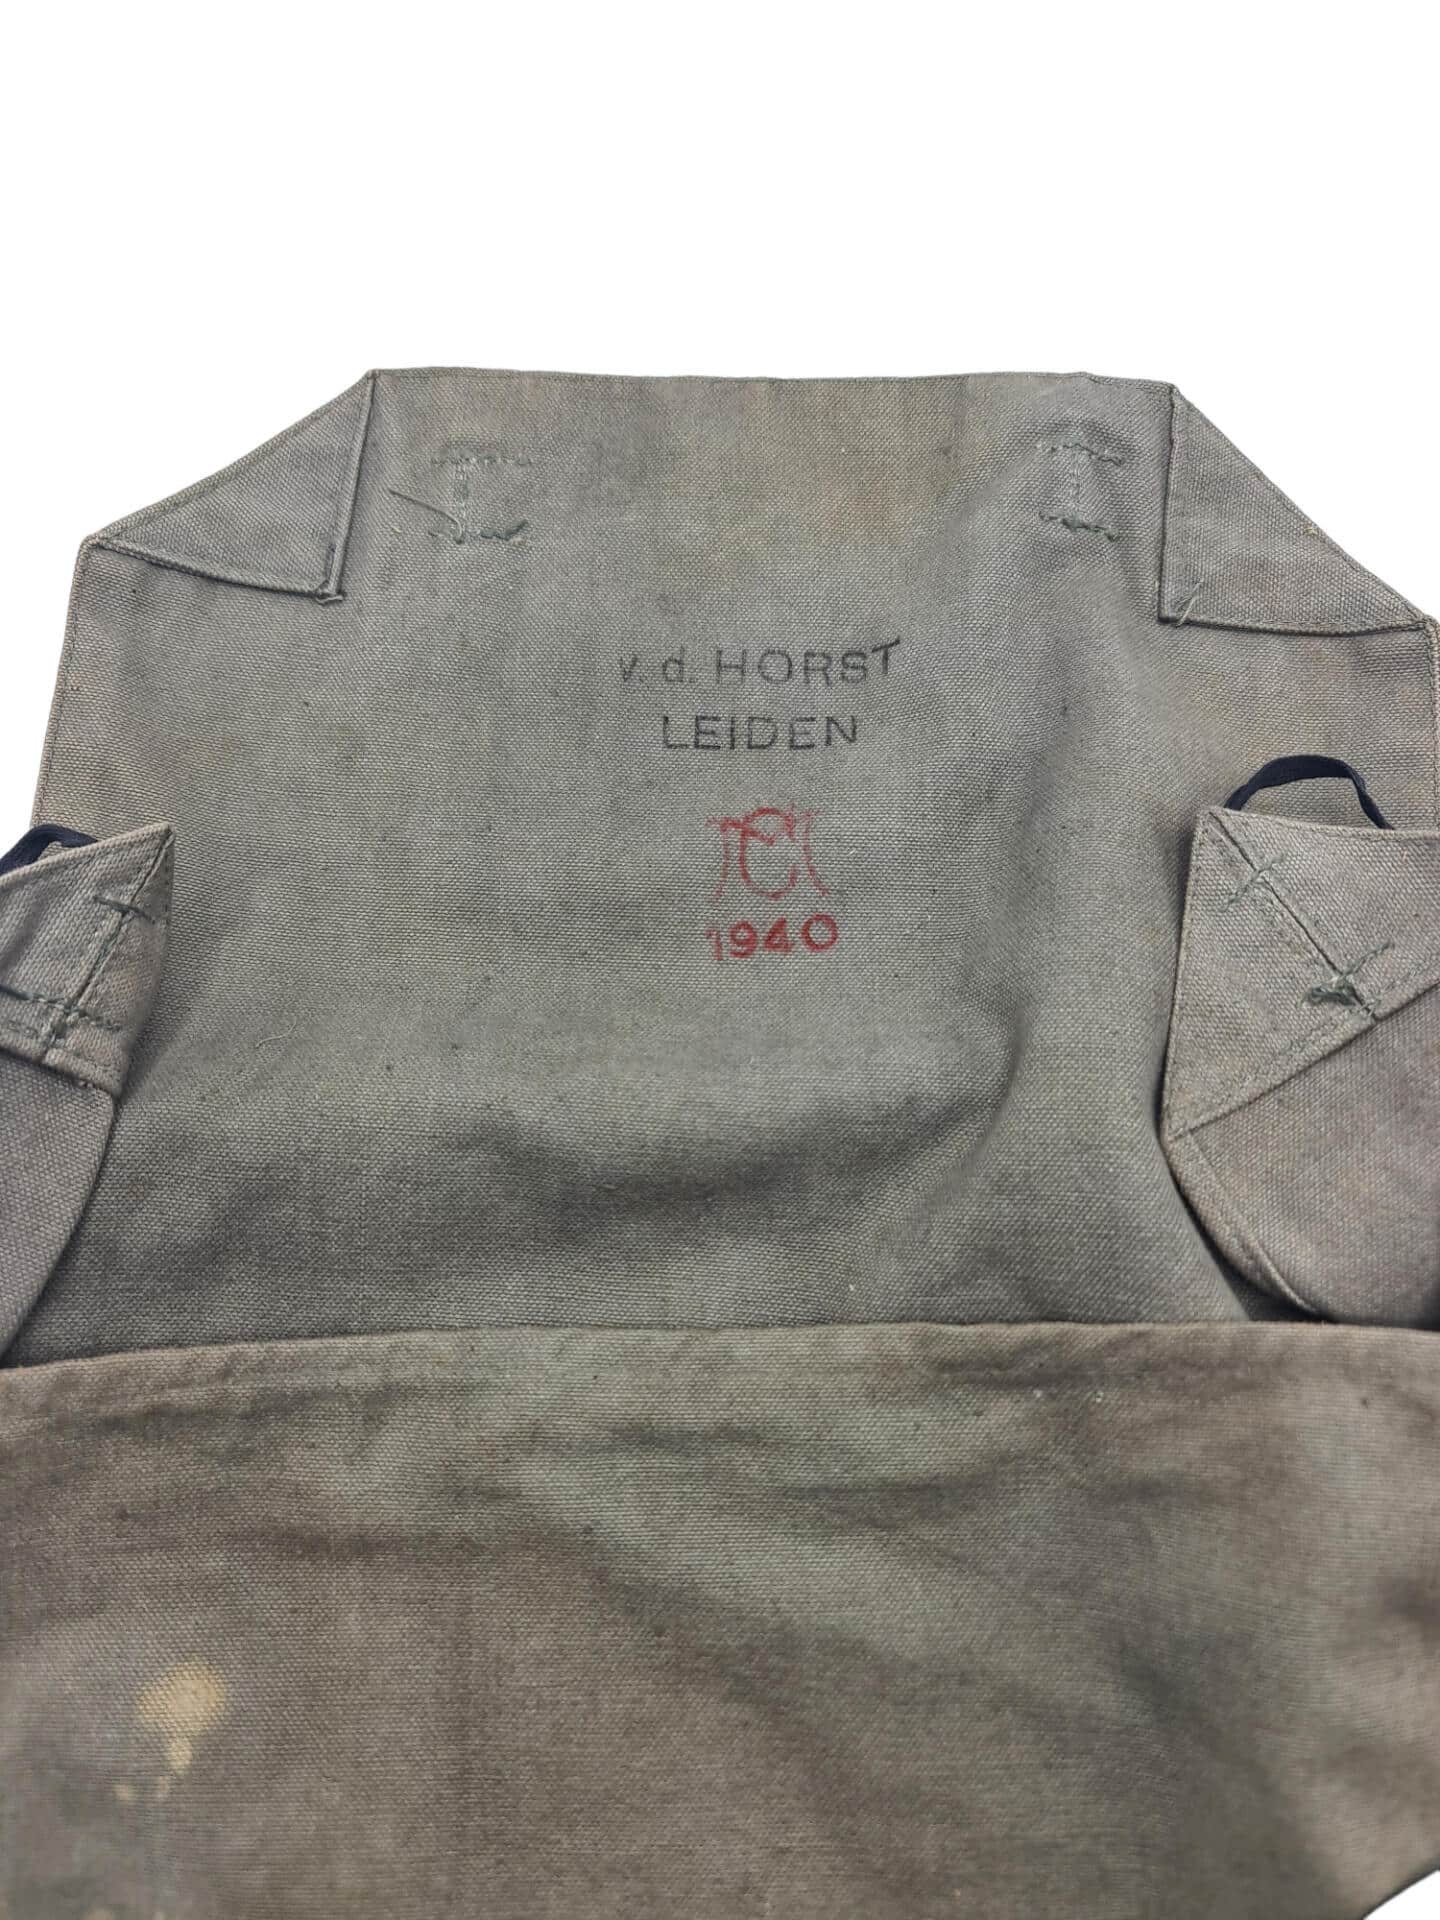 v.d. HORST
LEIDEN
1940